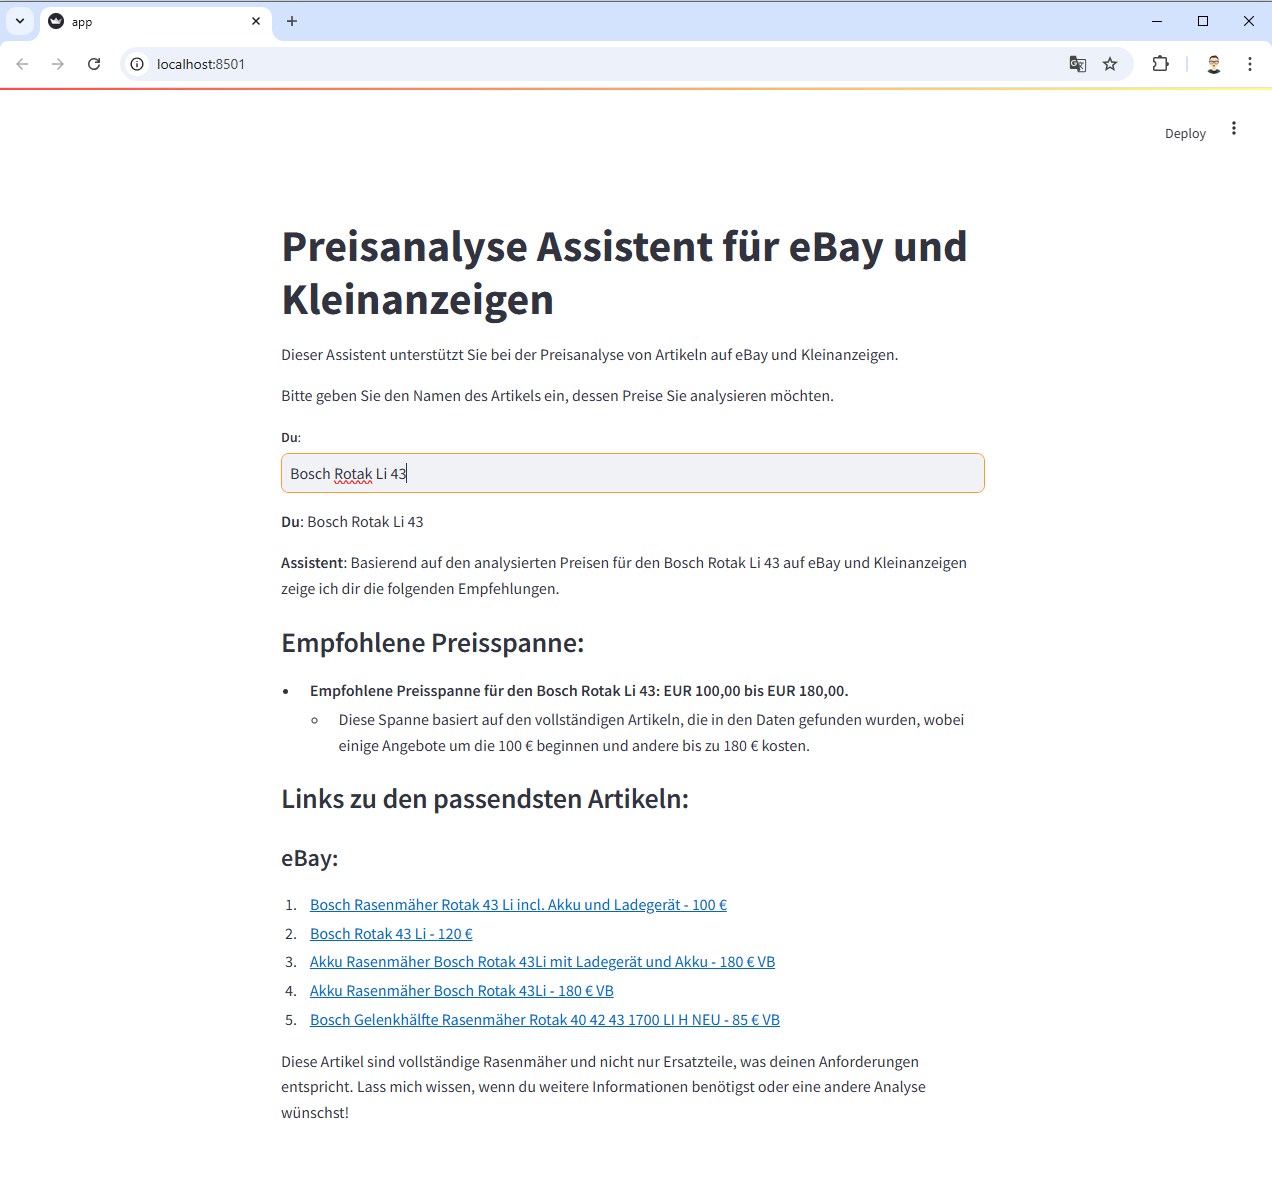 app
localhost:8501
Deploy
Preisanalyse Assistent für eBay und
Kleinanzeigen
Dieser Assistent unterstützt Sie bei der Preisanalyse von Artikeln auf eBay und Kleinanzeigen.
Bitte geben Sie den Namen des Artikels ein, dessen Preise Sie analysieren möchten.
Du:
Bosch Rotak Li 43
Du: Bosch Rotak Li 43
Assistent: Basierend auf den analysierten Preisen für den Bosch Rotak Li 43 auf eBay und Kleinanzeigen
zeige ich dir die folgenden Empfehlungen.
Empfohlene Preisspanne:
• Empfohlene Preisspanne für den Bosch Rotak Li 43: EUR 100,00 bis EUR 180,00.
◦ Diese Spanne basiert auf den vollständigen Artikeln, die in den Daten gefunden wurden, wobei
einige Angebote um die 100 € beginnen und andere bis zu 180 € kosten.
Links zu den passendsten Artikeln:
eBay:
1. Bosch Rasenmäher Rotak 43 Li incl. Akku und Ladegerät - 100 €
2. Bosch Rotak 43 Li - 120 €
3. Akku Rasenmäher Bosch Rotak 43Li mit Ladegerät und Akku - 180 € VB
4. Akku Rasenmäher Bosch Rotak 43Li - 180 € VB
5. Bosch Gelenkhälfte Rasenmäher Rotak 40 42 43 1700 LI H NEU - 85 € VB
Diese Artikel sind vollständige Rasenmäher und nicht nur Ersatzteile, was deinen Anforderungen
entspricht. Lass mich wissen, wenn du weitere Informationen benötigst oder eine andere Analyse
wünschst!